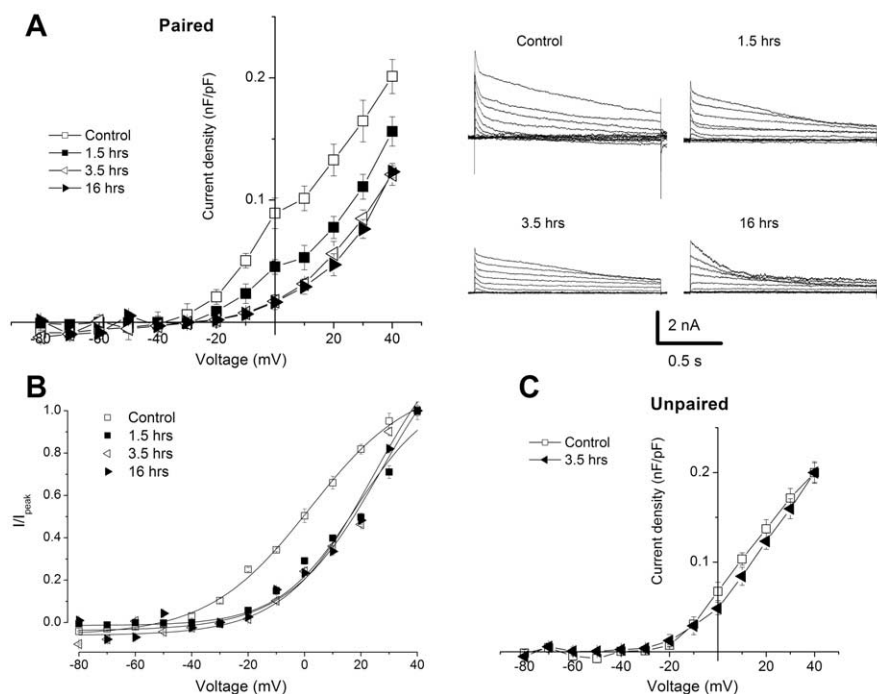 A
Paired
Control
1.5 hrs
3.5 hrs
16 hrs
Current density (nF/pF)
0.2
0.1
-80
-60
-40
-20
0
20
40
Voltage (mV)
Control
1.5 hrs
3.5 hrs
16 hrs
2 nA
0.5 s
B
Control
1.5 hrs
3.5 hrs
16 hrs
I/Ipeak
1.0
0.8
0.6
0.4
0.2
0.0
-80
-60
-40
-20
0
20
40
Voltage (mV)
C
Unpaired
Control
3.5 hrs
Current density (nF/pF)
0.2
0.1
-80
-60
-40
-20
0
20
40
Voltage (mV)